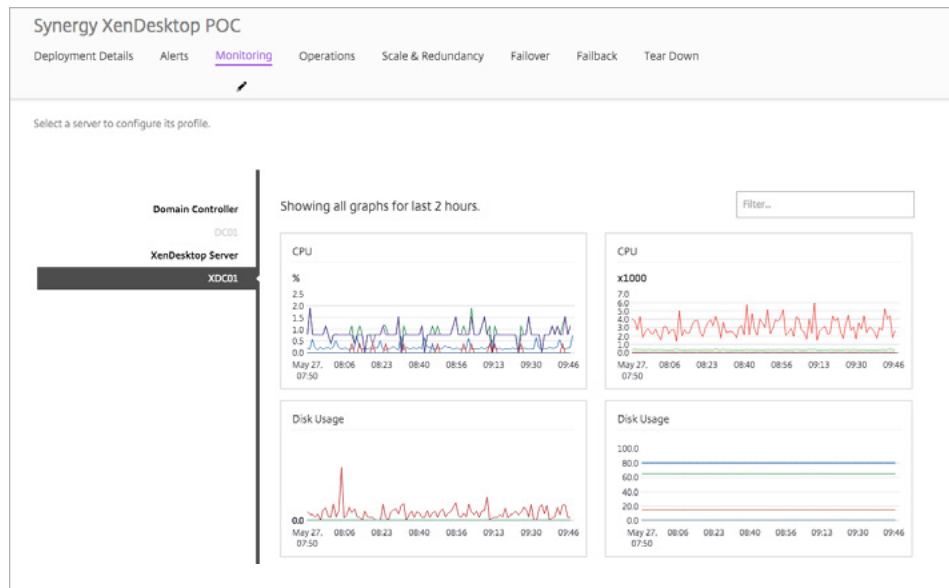 Synergy XenDesktop POC
Deployment Details Alerts Monitoring Operations Scale & Redundancy Failover Failback Tear Down
Select a server to configure its profile.
Domain Controller
DC01
XenDesktop Server
XDC01
Showing all graphs for last 2 hours.
Filter..
CPU
%
2.5
2.0
1.5
1.0
0.5
0.0
May 27, 08:06 08:23 08:40 08:56 09:13 09:30 09:46
07:50
CPU
x1000
7.0
6.0
5.0
4.0
3.0
2.0
1.0
0.0
May 27, 08:06 08:23 08:40 08:56 09:13 09:30 09:46
07:50
Disk Usage
0.0
May 27, 08:06 08:23 08:40 08:56 09:13 09:30 09:46
07:50
Disk Usage
100.0
80.0
60.0
40.0
20.0
0.0
May 27, 08:06 08:23 08:40 08:56 09:13 09:30 09:46
07:50